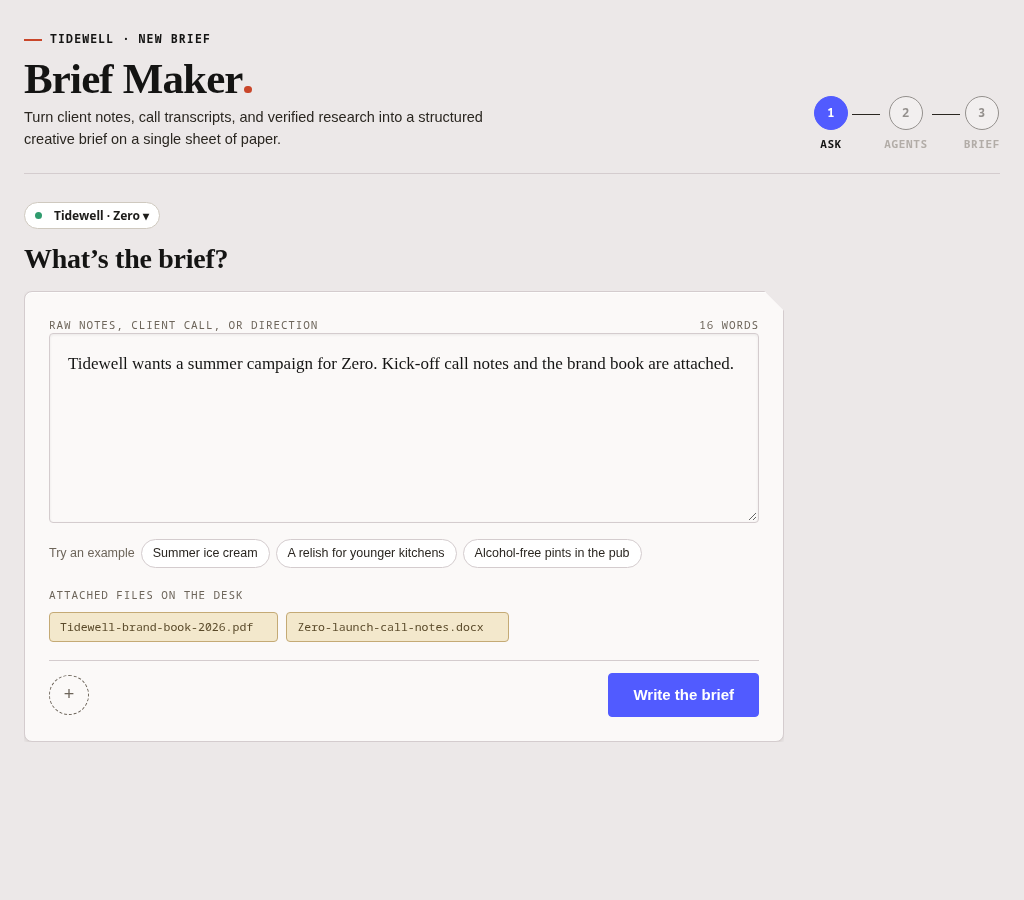 TIDEWELL · NEW BRIEF
Brief Maker.
Turn client notes, call transcripts, and verified research into a structured
creative brief on a single sheet of paper.
1
2
3
ASK
AGENTS
BRIEF
Tidewell · Zero ▾
What’s the brief?
RAW NOTES, CLIENT CALL, OR DIRECTION
16 WORDS
Tidewell wants a summer campaign for Zero. Kick-off call notes and the brand book are attached.
Try an example
Summer ice cream
A relish for younger kitchens
Alcohol-free pints in the pub
ATTACHED FILES ON THE DESK
Tidewell-brand-book-2026.pdf
Zero-launch-call-notes.docx
+
Write the brief